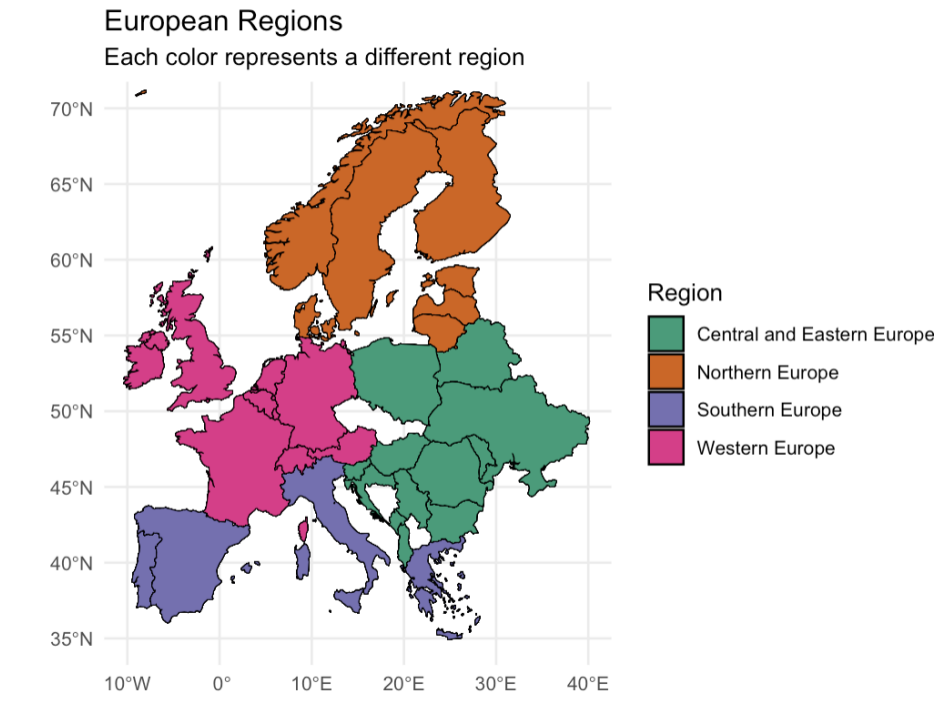 European Regions
Each color represents a different region
70°N
65°N
60°N
55°N
50°N
45°N
40°N
35°N
10°W 0° 10°E 20°E 30°E 40°E
Region
Central and Eastern Europe
Northern Europe
Southern Europe
Western Europe